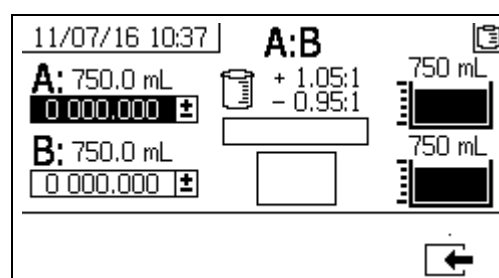 11/07/16 10:37
A:B
A: 750.0 mL
0 000.000 ±
+ 1.05:1
- 0.95:1
750 mL
B: 750.0 mL
0 000.000 ±
750 mL